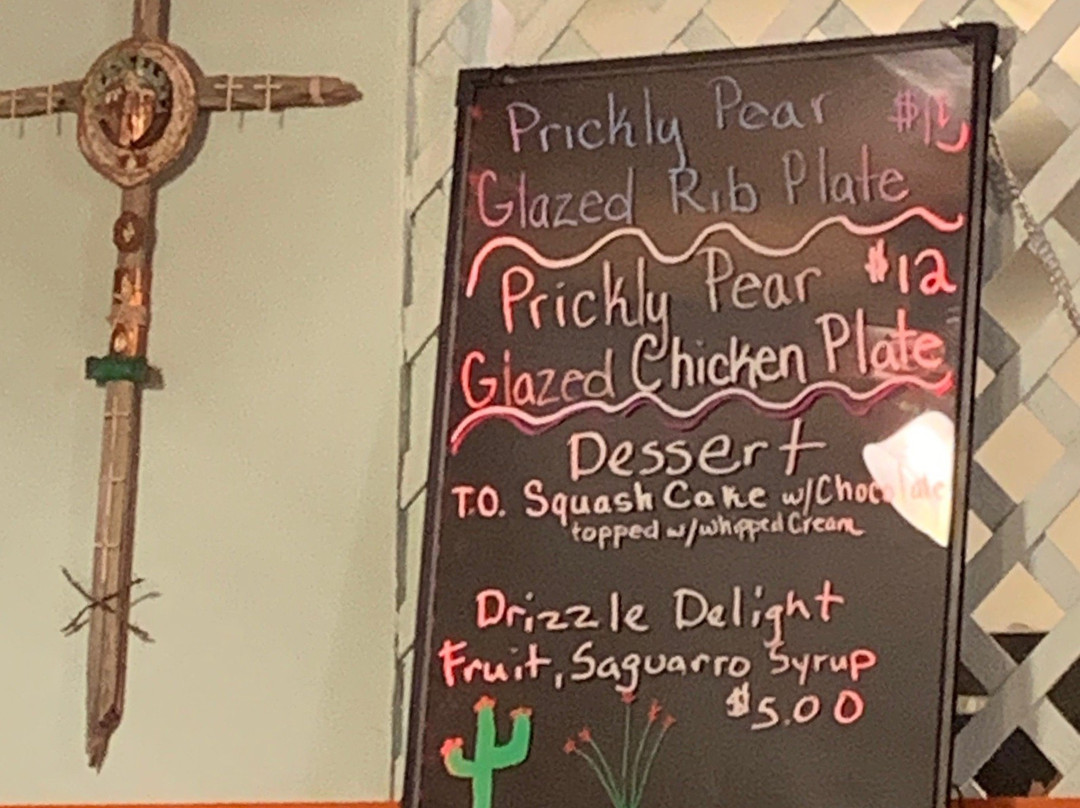 Prickly Pear
Glazed Rib Plate
Prickly Pear $12
Glazed Chicken Plate
Dessert
T.O. Squash Cake w/Chocolate
topped w/whipped Cream
Drizzle Delight
Fruit, Saguarro Syrup
$5.00